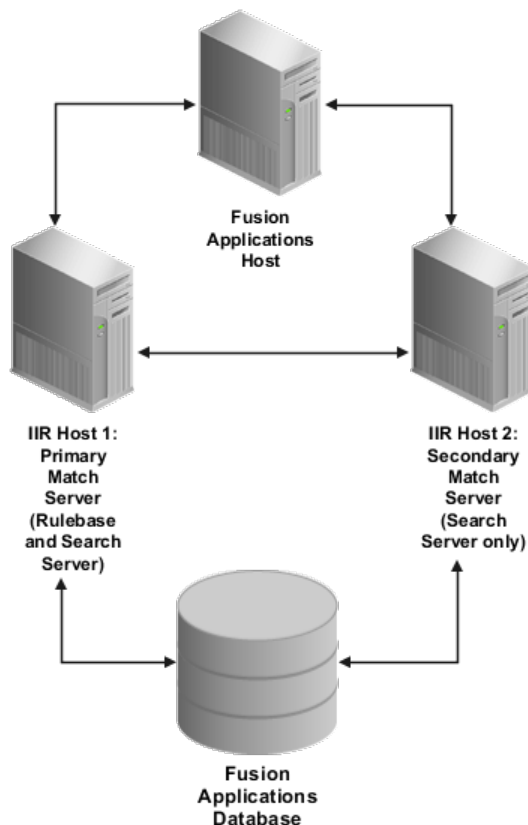 Fusion
Applications
Host
IIR Host 1:
Primary
Match
Server
(Rulebase
and Search
Server)
IIR Host 2:
Secondary
Match
Server
(Search
Server only)
Fusion
Applications
Database